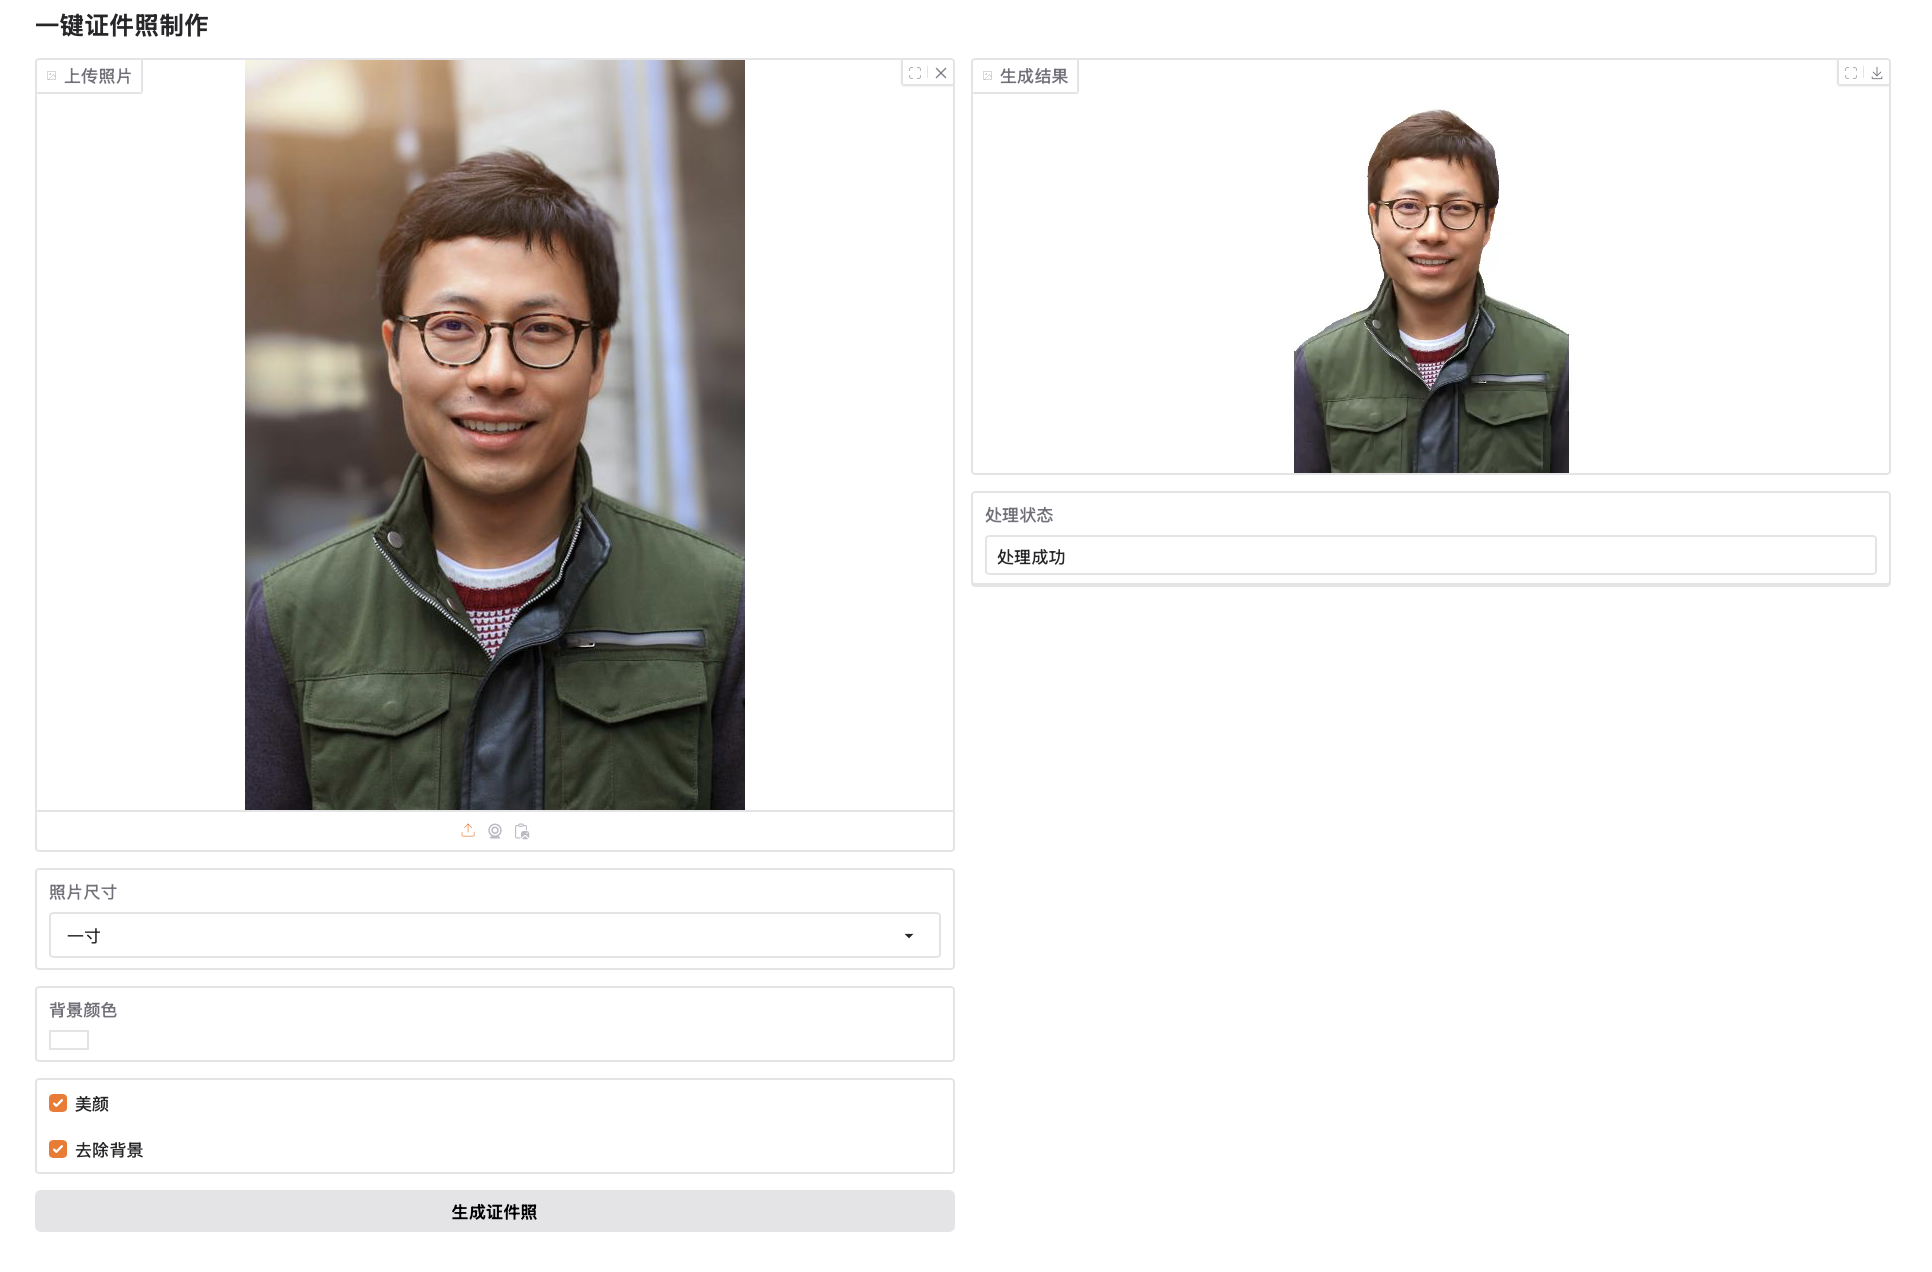 一键证件照制作
上传照片
生成结果
处理状态
处理成功
照片尺寸
一寸
背景颜色
美颜
去除背景
生成证件照